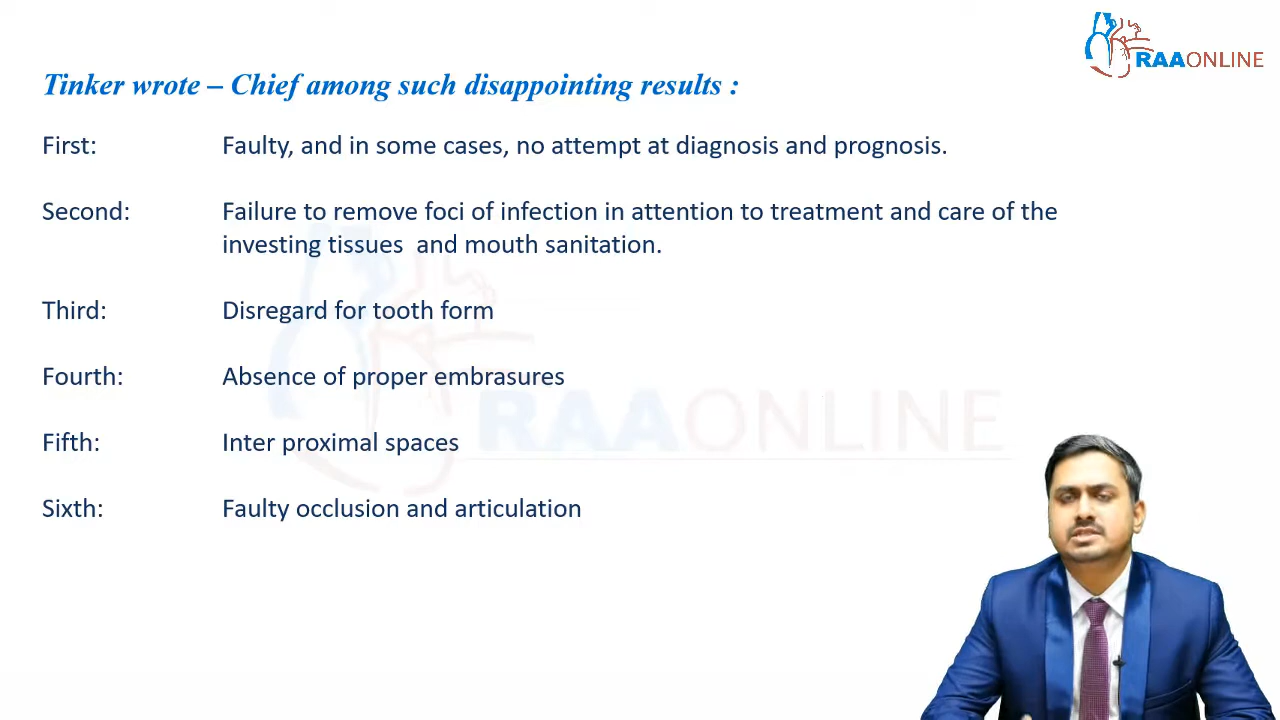 RAAONLINE
Tinker wrote – Chief among such disappointing results :
First: Faulty, and in some cases, no attempt at diagnosis and prognosis.
Second: Failure to remove foci of infection in attention to treatment and care of the
investing tissues  and mouth sanitation.
Third: Disregard for tooth form
Fourth: Absence of proper embrasures
RAAONLINE
Fifth: Inter proximal spaces
Sixth: Faulty occlusion and articulation